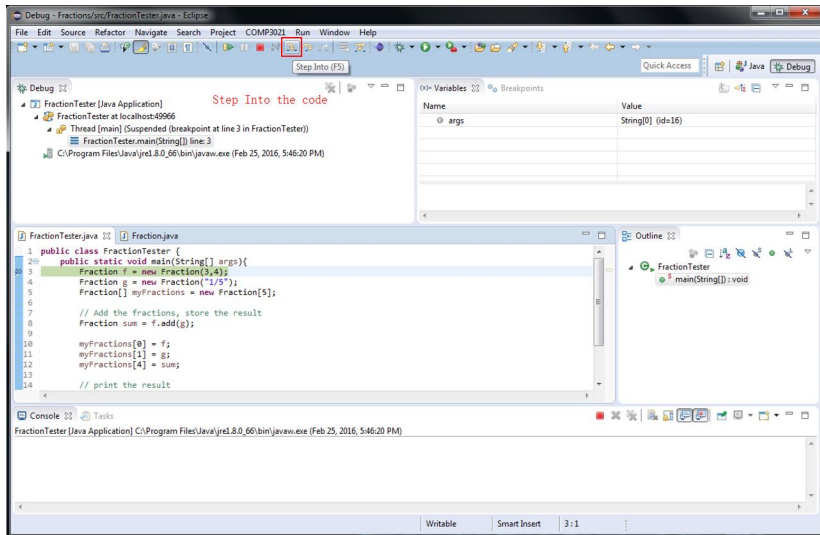 Debug - Fractions/src/FractionTester.java - Eclipse
File Edit Source Refactor Navigate Search Project COMP3021 Run Window Help
Step Into (F5)
Quick Access
Java
Debug
Debug
Step Into the code
FractionTester [Java Application]
FractionTester at localhost:49966
Thread [main] (Suspended (breakpoint at line 3 in FractionTester))
FractionTester.main(String[]) line: 3
C:\Program Files\Java\jre1.8.0_66\bin\javaw.exe (Feb 25, 2016, 5:46:20 PM)
(x)= Variables Breakpoints
Name Value
args String[0] (id=16)
FractionTester.java Fraction.java
1 public class FractionTester {
2 public static void main(String[] args){
3 Fraction f = new Fraction(3,4);
4 Fraction g = new Fraction("1/5");
5 Fraction[] myFractions = new Fraction[5];
6
7 // Add the fractions, store the result
8 Fraction sum = f.add(g);
9
10 myFractions[0] = f;
11 myFractions[1] = g;
12 myFractions[4] = sum;
13
14 // print the result
Outline
FractionTester
main(String[]) : void
Console Tasks
FractionTester [Java Application] C:\Program Files\Java\jre1.8.0_66\bin\javaw.exe (Feb 25, 2016, 5:46:20 PM)
Writable Smart Insert 3 : 1